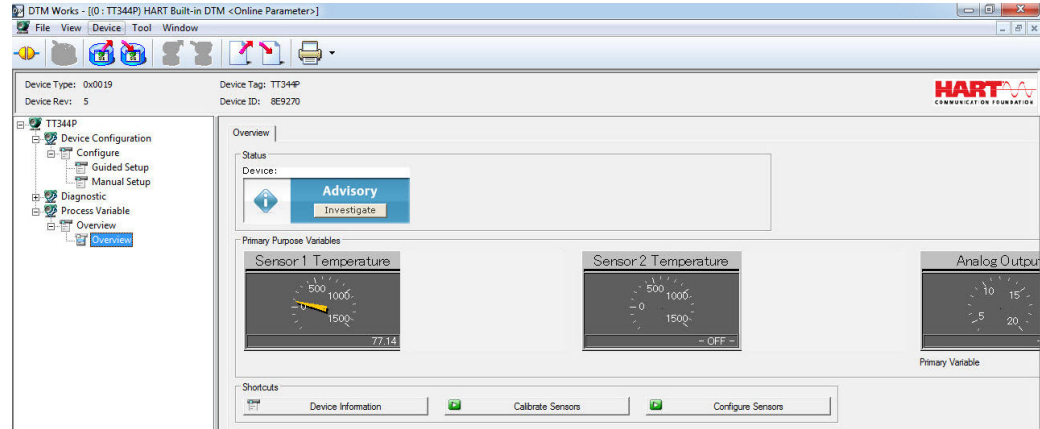 DTM Works - [(0 : TT344P) HART Built-in DTM <Online Parameter>]
File View Device Tool Window
Device Type: 0x0019
Device Tag: TT344P
Device Rev: 5
Device ID: 8E9270
HART
COMMUNICATION FOUNDATION
TT344P
Device Configuration
Configure
Guided Setup
Manual Setup
Diagnostic
Process Variable
Overview
Overview
Overview
Status
Device:
Advisory
Investigate
Primary Purpose Variables
Sensor 1 Temperature
0 500 1000 1500
77.14
Sensor 2 Temperature
0 500 1000 1500
- OFF -
Analog Outpu
5 10 15 20
Primary Variable
Shortcuts
Device Information
Calibrate Sensors
Configure Sensors